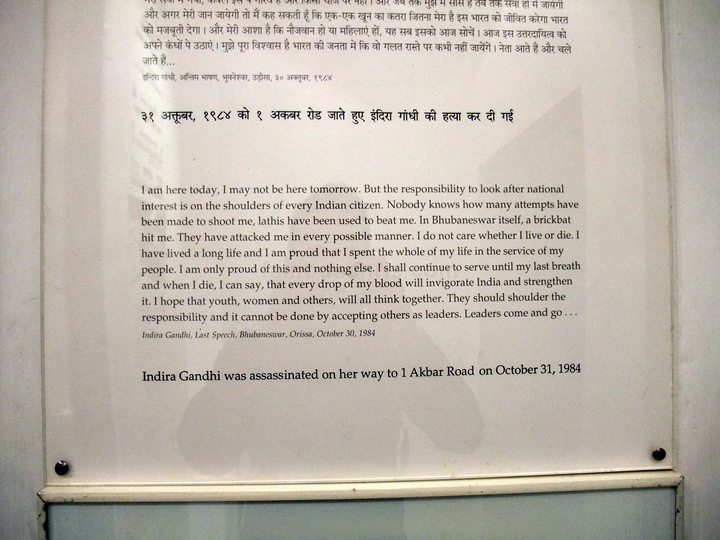 और अगर मेरी जान जायेगी तो मैं कह सकती हूँ कि एक-एक खून का कतरा जितना मेरा है इस भारत को जीवित करेगा भारत
को मजबूती देगा । और मेरी आशा है कि नौजवान हो या महिलाएं हों, यह सब इसको आज सोचें । आज इस उत्तरदायित्व को
अपने कंधों पे उठाएं । मुझे पूरा विश्वास है भारत की जनता में कि वो गलत रास्ते पर कभी नहीं जायेंगे । नेता आते हैं और चले
जाते हैं...
इन्दिरा गांधी, अन्तिम भाषण, भुवनेश्वर, उड़ीसा, ३० अक्तूबर, १९८४
३१ अक्तूबर, १९८४ को १ अकबर रोड जाते हुए इंदिरा गांधी की हत्या कर दी गई
I am here today, I may not be here tomorrow. But the responsibility to look after national
interest is on the shoulders of every Indian citizen. Nobody knows how many attempts have
been made to shoot me, lathis have been used to beat me. In Bhubaneswar itself, a brickbat
hit me. They have attacked me in every possible manner. I do not care whether I live or die. I
have lived a long life and I am proud that I spent the whole of my life in the service of my
people. I am only proud of this and nothing else. I shall continue to serve until my last breath
and when I die, I can say, that every drop of my blood will invigorate India and strengthen
it. I hope that youth, women and others, will all think together. They should shoulder the
responsibility and it cannot be done by accepting others as leaders. Leaders come and go . . .
Indira Gandhi, Last Speech, Bhubaneswar, Orissa, October 30, 1984
Indira Gandhi was assassinated on her way to 1 Akbar Road on October 31, 1984